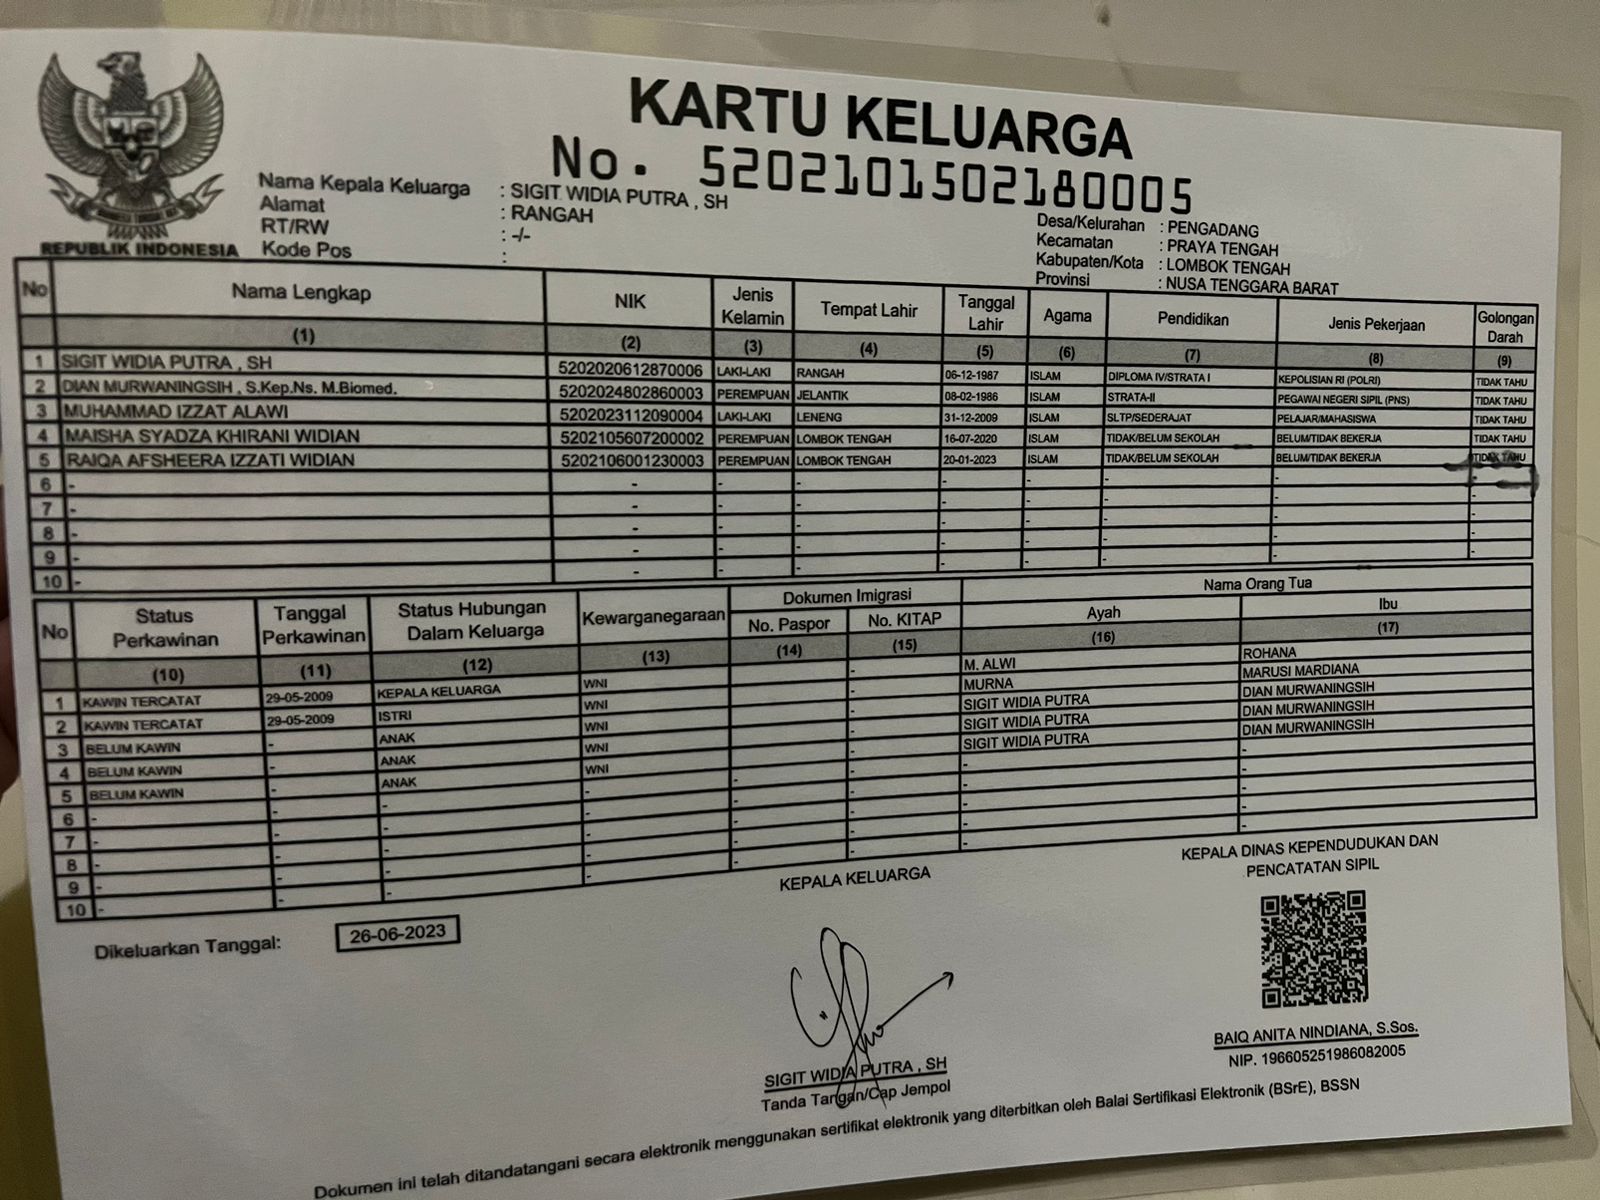 KARTU KELUARGA
No. 5202101502180005
REPUBLIK INDONESIA
Nama Kepala Keluarga : SIGIT WIDIA PUTRA , SH
Alamat : RANGAH
RT/RW : -/-
Kode Pos :
Desa/Kelurahan : PENGADANG
Kecamatan : PRAYA TENGAH
Kabupaten/Kota : LOMBOK TENGAH
Provinsi : NUSA TENGGARA BARAT
No Nama Lengkap NIK Jenis Kelamin Tempat Lahir Tanggal Lahir Agama Pendidikan Jenis Pekerjaan Golongan Darah
(1) (2) (3) (4) (5) (6) (7) (8) (9)
1 SIGIT WIDIA PUTRA , SH 5202020612870006 LAKI-LAKI RANGAH 06-12-1987 ISLAM DIPLOMA IV/STRATA I KEPOLISIAN RI (POLRI) TIDAK TAHU
2 DIAN MURWANINGSIH , S.Kep.Ns. M.Biomed. 5202024802860003 PEREMPUAN JELANTIK 08-02-1986 ISLAM STRATA-II PEGAWAI NEGERI SIPIL (PNS) TIDAK TAHU
3 MUHAMMAD IZZAT ALAWI 5202023112090004 LAKI-LAKI LENENG 31-12-2009 ISLAM SLTP/SEDERAJAT PELAJAR/MAHASISWA TIDAK TAHU
4 MAISHA SYADZA KHIRANI WIDIAN 5202105607200002 PEREMPUAN LOMBOK TENGAH 16-07-2020 ISLAM TIDAK/BELUM SEKOLAH BELUM/TIDAK BEKERJA TIDAK TAHU
5 RAIQA AFSHEERA IZZATI WIDIAN 5202106001230003 PEREMPUAN LOMBOK TENGAH 20-01-2023 ISLAM TIDAK/BELUM SEKOLAH BELUM/TIDAK BEKERJA TIDAK TAHU
6 - - - - - - - - -
7 - - - - - - - - -
8 - - - - - - - - -
9 - - - - - - - - -
10 - - - - - - - - -
No Status Perkawinan Tanggal Perkawinan Status Hubungan Dalam Keluarga Kewarganegaraan Dokumen Imigrasi Nama Orang Tua
No. Paspor No. KITAP Ayah Ibu
(10) (11) (12) (13) (14) (15) (16) (17)
1 KAWIN TERCATAT 29-05-2009 KEPALA KELUARGA WNI - M. ALWI ROHANA
2 KAWIN TERCATAT 29-05-2009 ISTRI WNI - MURNA MARUSI MARDIANA
3 BELUM KAWIN - ANAK WNI - SIGIT WIDIA PUTRA DIAN MURWANINGSIH
4 BELUM KAWIN - ANAK WNI - SIGIT WIDIA PUTRA DIAN MURWANINGSIH
5 BELUM KAWIN - ANAK WNI - SIGIT WIDIA PUTRA DIAN MURWANINGSIH
6 - - - - - - - -
7 - - - - - - - -
8 - - - - - - - -
9 - - - - - - - -
10 - - - - - - - -
Dikeluarkan Tanggal: 26-06-2023
KEPALA KELUARGA
SIGIT WIDIA PUTRA , SH
Tanda Tangan/Cap Jempol
KEPALA DINAS KEPENDUDUKAN DAN
PENCATATAN SIPIL
BAIQ ANITA NINDIANA, S.Sos.
NIP. 196605251986082005
Dokumen ini telah ditandatangani secara elektronik menggunakan sertifikat elektronik yang diterbitkan oleh Balai Sertifikasi Elektronik (BSrE), BSSN